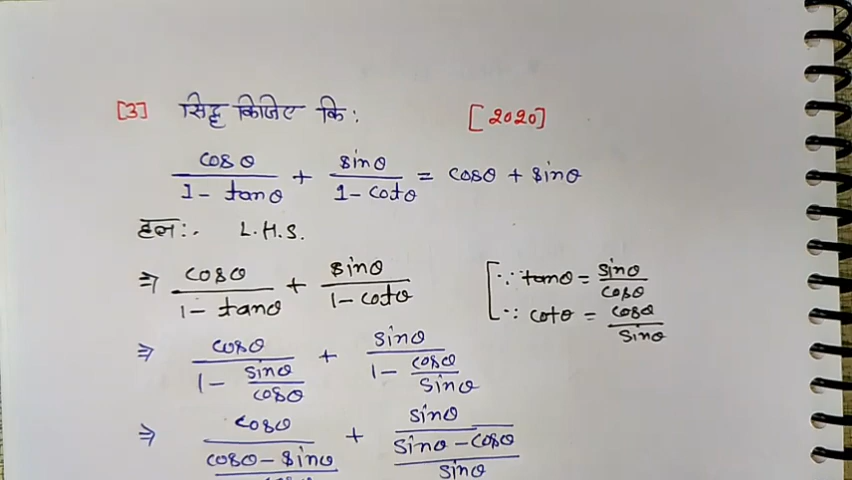 [3] सिद्ध किजिए कि: [2020]
cosθ/(1 - tanθ) + sinθ/(1 - cotθ) = cosθ + sinθ
हल:. L.H.S.
⇒ cosθ/(1 - tanθ) + sinθ/(1 - cotθ) [∵ tanθ = sinθ/cosθ
∵ cotθ = cosθ/sinθ
⇒ cosθ/(1 - sinθ/cosθ) + sinθ/(1 - cosθ/sinθ)
⇒ cosθ/((cosθ - sinθ)/cosθ) + sinθ/((sinθ - cosθ)/sinθ)